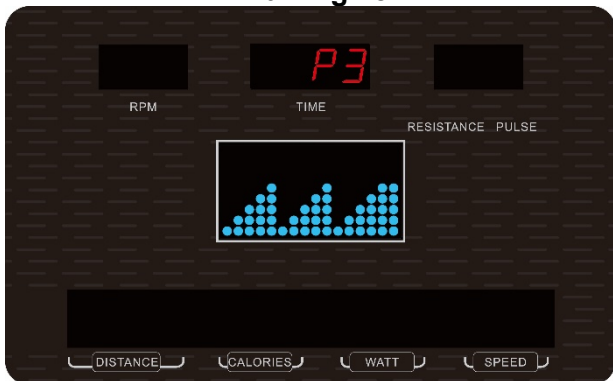 P3
RPM
TIME
RESISTANCE PULSE
DISTANCE
CALORIES
WATT
SPEED